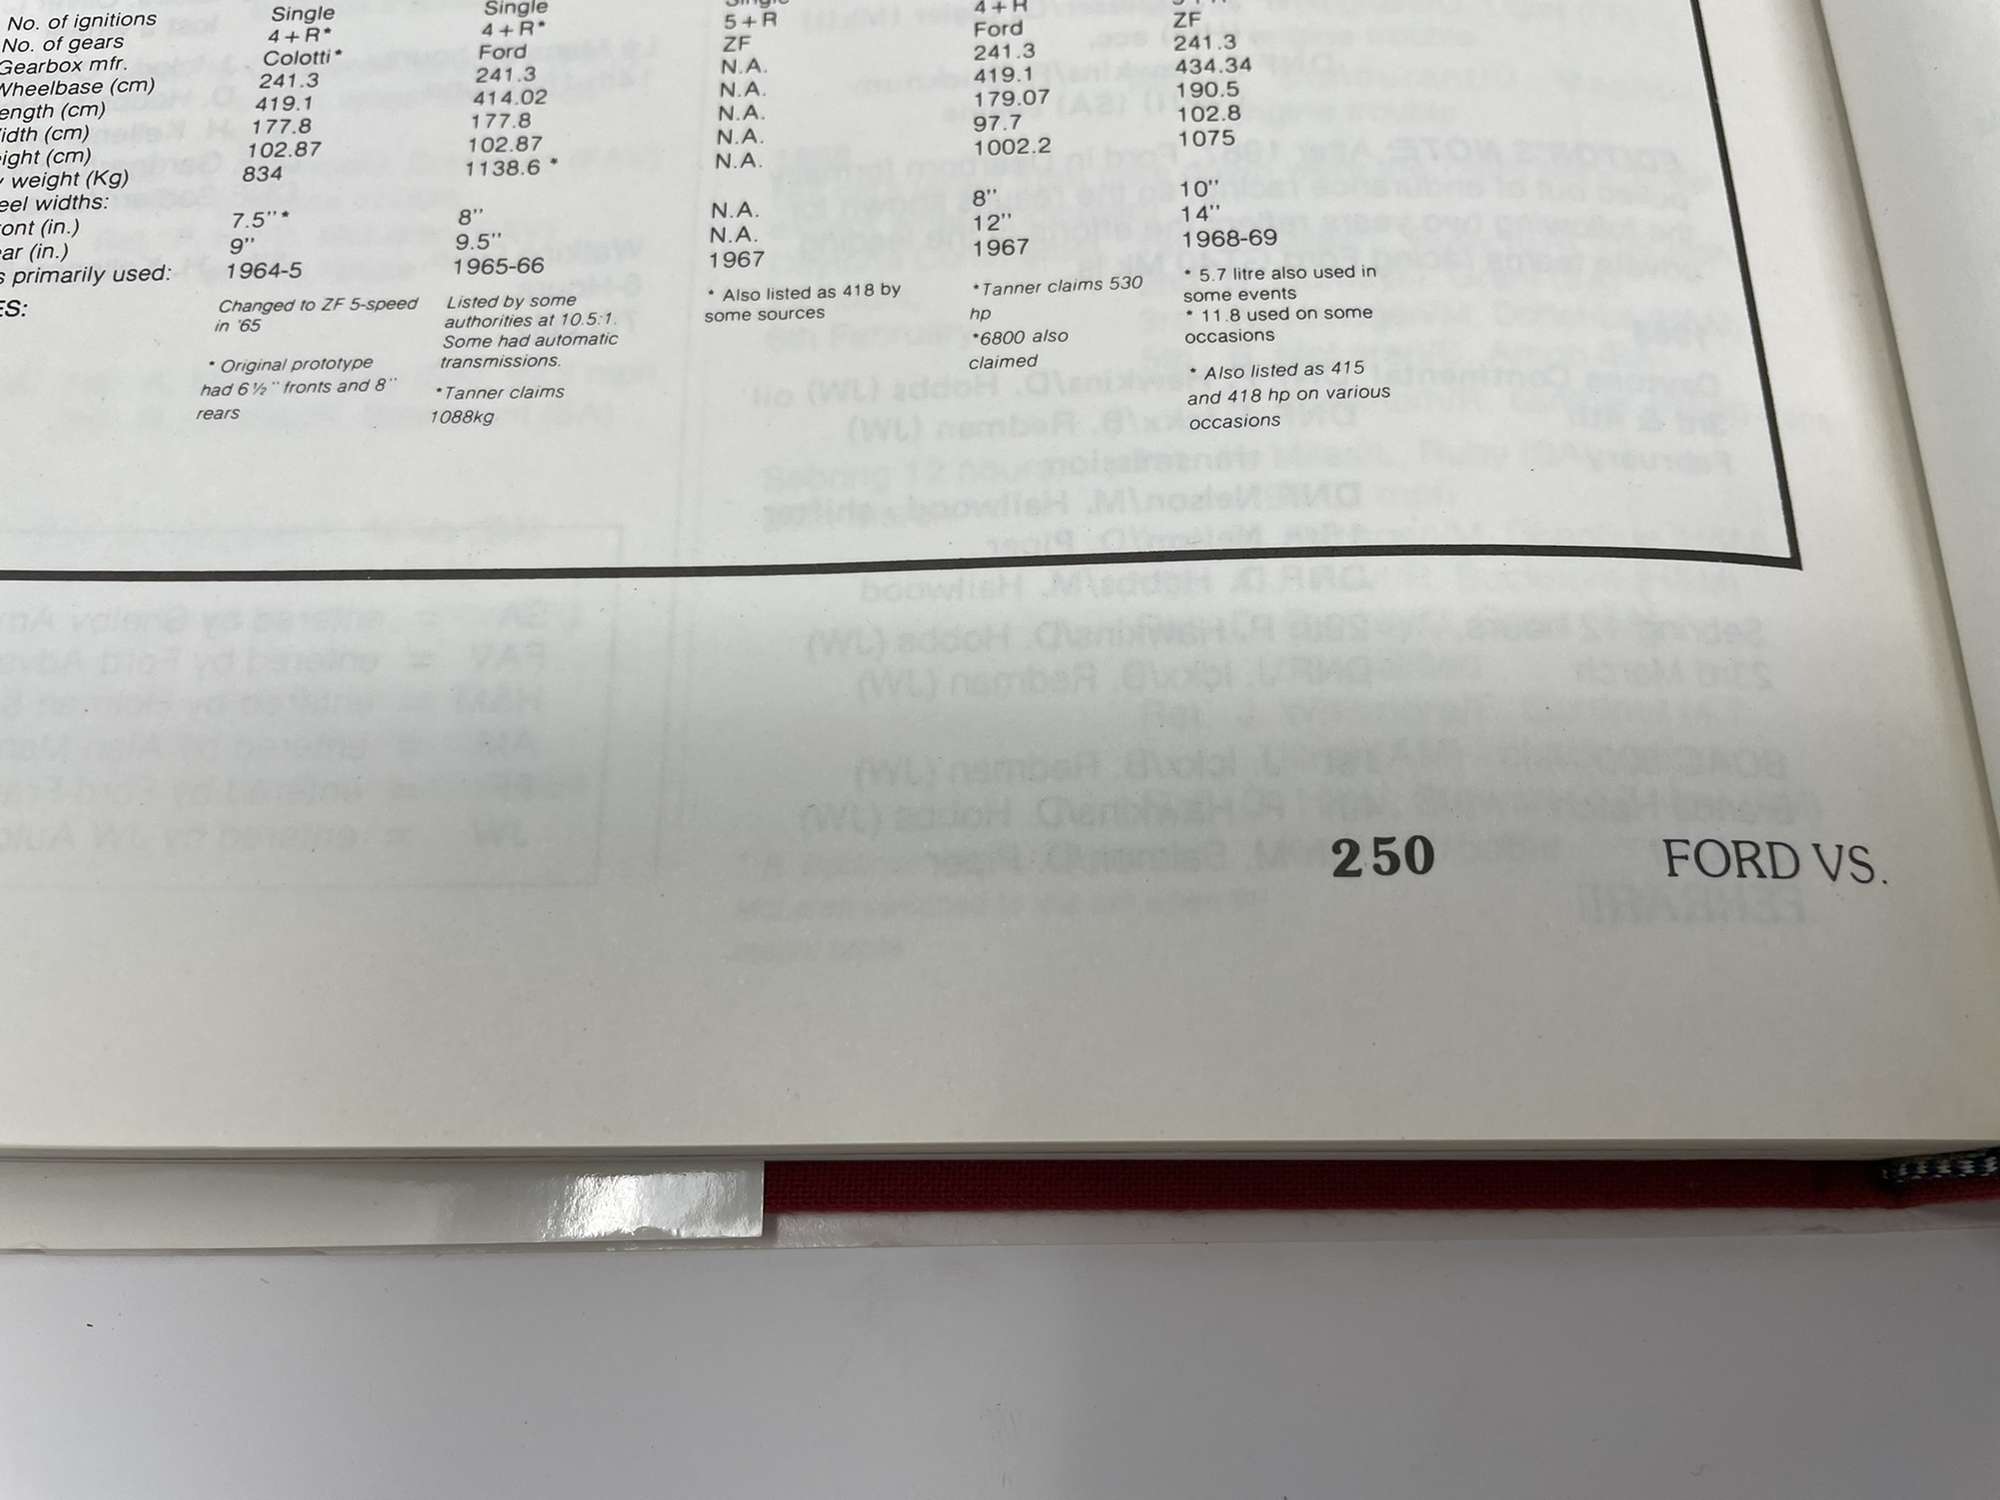 No. of ignitions Single Single 4+R
No. of gears 4+R* 4+R* 5+R Ford ZF
Gearbox mfr. Colotti* Ford ZF 241.3 241.3
Wheelbase (cm) 241.3 241.3 N.A. 419.1 434.34
ength (cm) 419.1 414.02 N.A. 179.07 190.5
idth (cm) 177.8 177.8 N.A. 97.7 102.8
eight (cm) 102.87 102.87 N.A. 1002.2 1075
y weight (Kg) 834 1138.6 * N.A.
eel widths:
ront (in.) 7.5"* 8" N.A. 8" 10"
ear (in.) 9" 9.5" N.A. 12" 14"
s primarily used: 1964-5 1965-66 1967 1967 1968-69
ES:
Changed to ZF 5-speed
in '65
* Original prototype
had 6½" fronts and 8"
rears
Listed by some
authorities at 10.5:1.
Some had automatic
transmissions.
*Tanner claims
1088kg
* Also listed as 418 by
some sources
*Tanner claims 530
hp
*6800 also
claimed
* 5.7 litre also used in
some events
* 11.8 used on some
occasions
* Also listed as 415
and 418 hp on various
occasions
250 FORD VS.